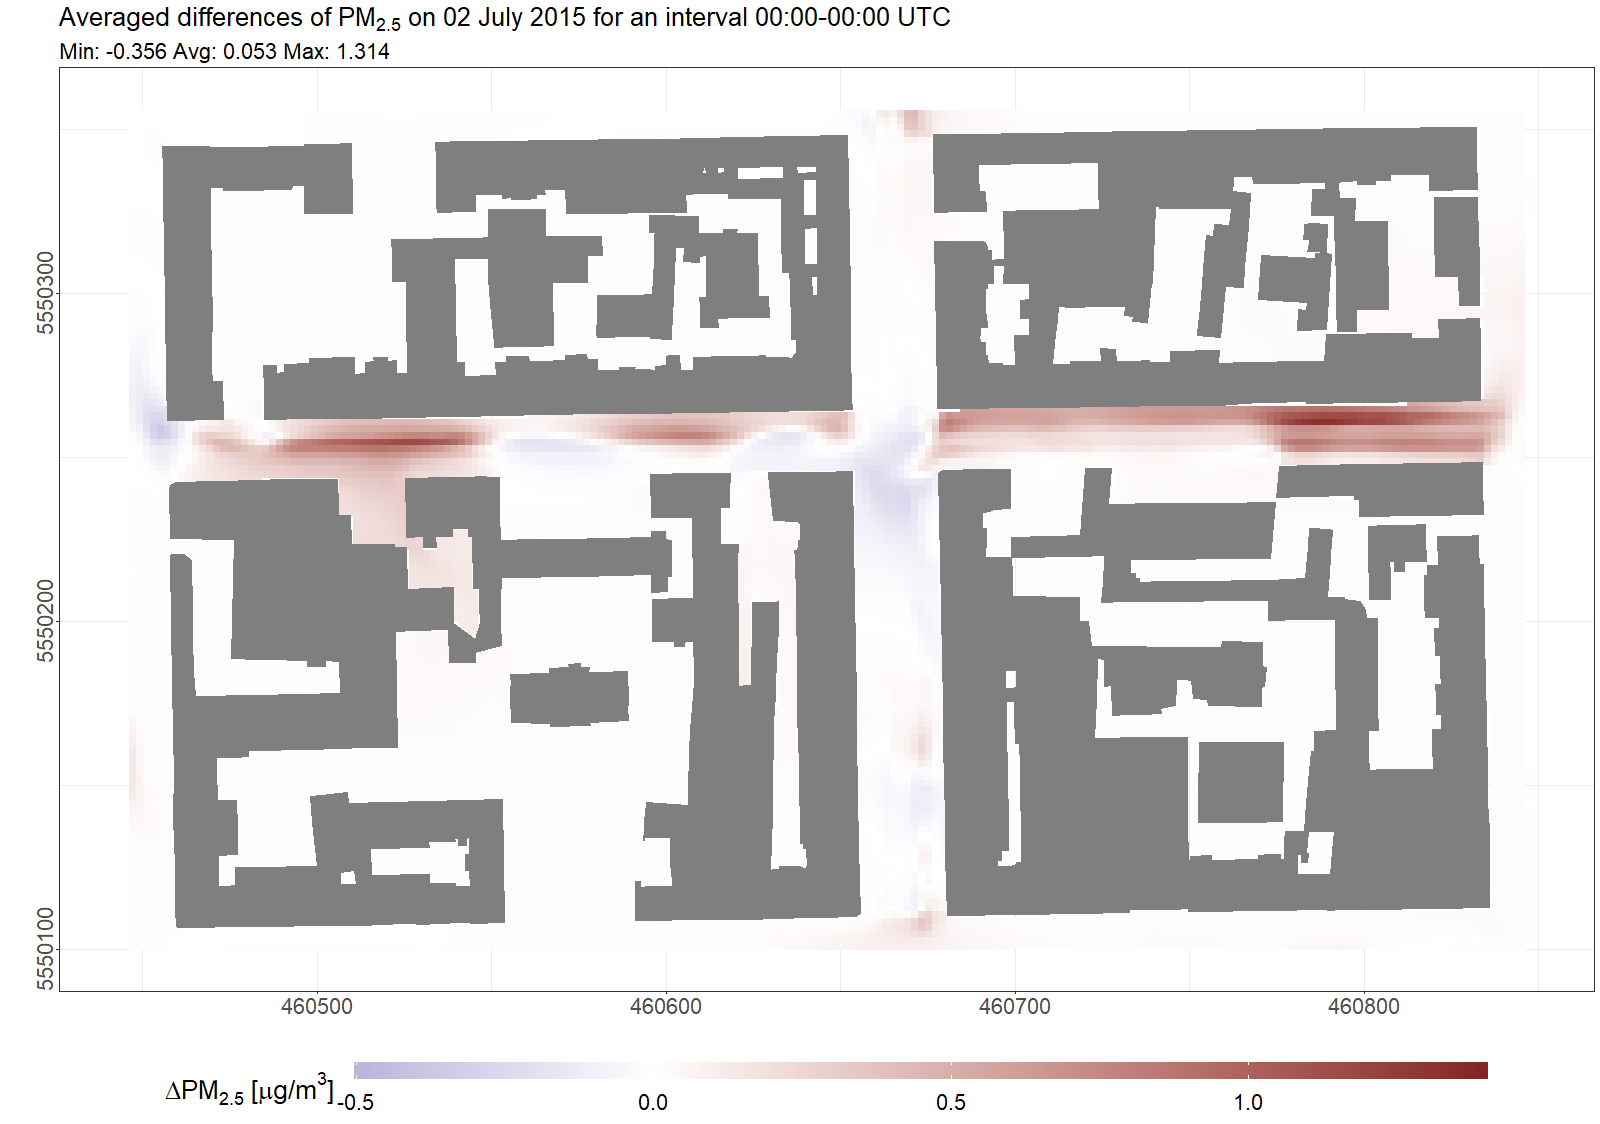 Averaged differences of PM2.5 on 02 July 2015 for an interval 00:00-00:00 UTC
Min: -0.356 Avg: 0.053 Max: 1.314
5550300
5550200
5550100
460500 460600 460700 460800
ΔPM2.5 [μg/m3]
-0.5 0.0 0.5 1.0